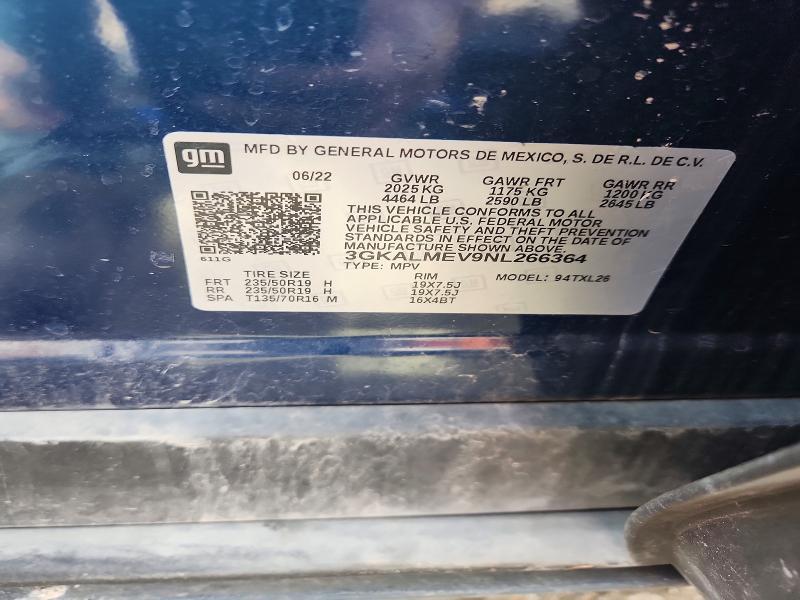 gm MFD BY GENERAL MOTORS DE MEXICO, S. DE R.L. DE C.V.
06/22 GVWR GAWR FRT GAWR RR
2025 KG 1175 KG 1200 KG
4464 LB 2590 LB 2645 LB
THIS VEHICLE CONFORMS TO ALL
APPLICABLE U.S. FEDERAL MOTOR
VEHICLE SAFETY AND THEFT PREVENTION
STANDARDS IN EFFECT ON THE DATE OF
MANUFACTURE SHOWN ABOVE
611G 3GKALMEV9NL266364
TYPE: MPV
TIRE SIZE RIM MODEL: 94TXL26
FRT 235/50R19 H 19X7.5J
RR 235/50R19 H 19X7.5J
SPA T135/70R16 M 16X4BT